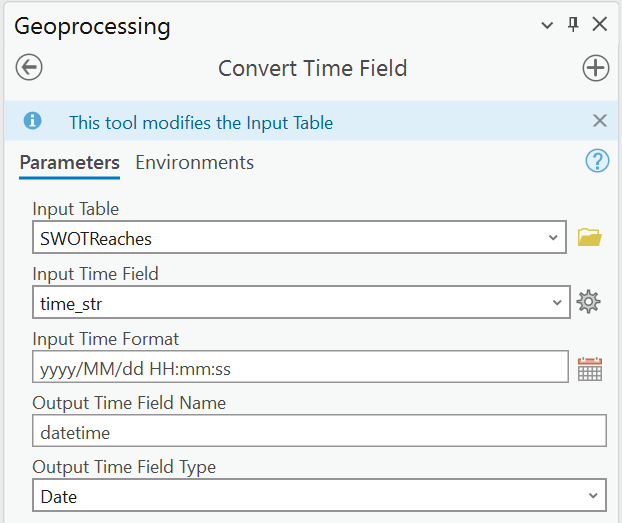 Geoprocessing
Convert Time Field
This tool modifies the Input Table
Parameters Environments
Input Table
SWOTReaches
Input Time Field
time_str
Input Time Format
yyyy/MM/dd HH:mm:ss
Output Time Field Name
datetime
Output Time Field Type
Date